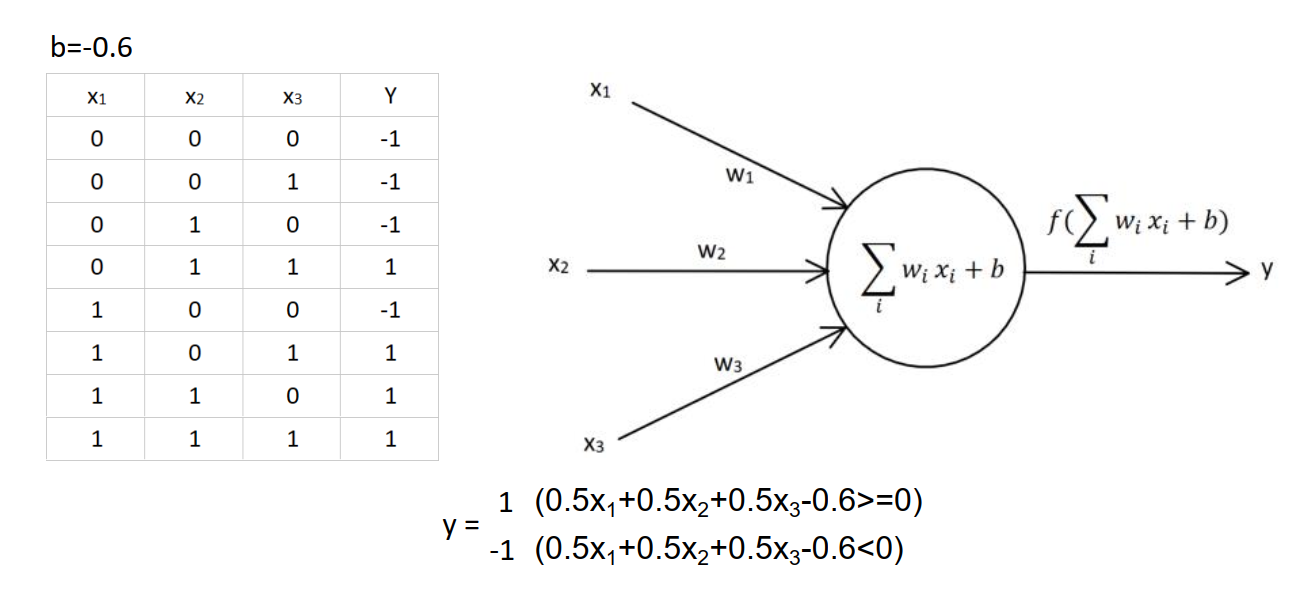 b=-0.6
x1 x2 x3 Y
0 0 0 -1
0 0 1 -1
0 1 0 -1
0 1 1 1
1 0 0 -1
1 0 1 1
1 1 0 1
1 1 1 1
x1
w1
x2
w2
w3
x3
∑ᵢ wᵢ xᵢ + b
f(∑ᵢ wᵢ xᵢ + b)
y
y =
1 (0.5x₁+0.5x₂+0.5x₃-0.6>=0)
-1 (0.5x₁+0.5x₂+0.5x₃-0.6<0)